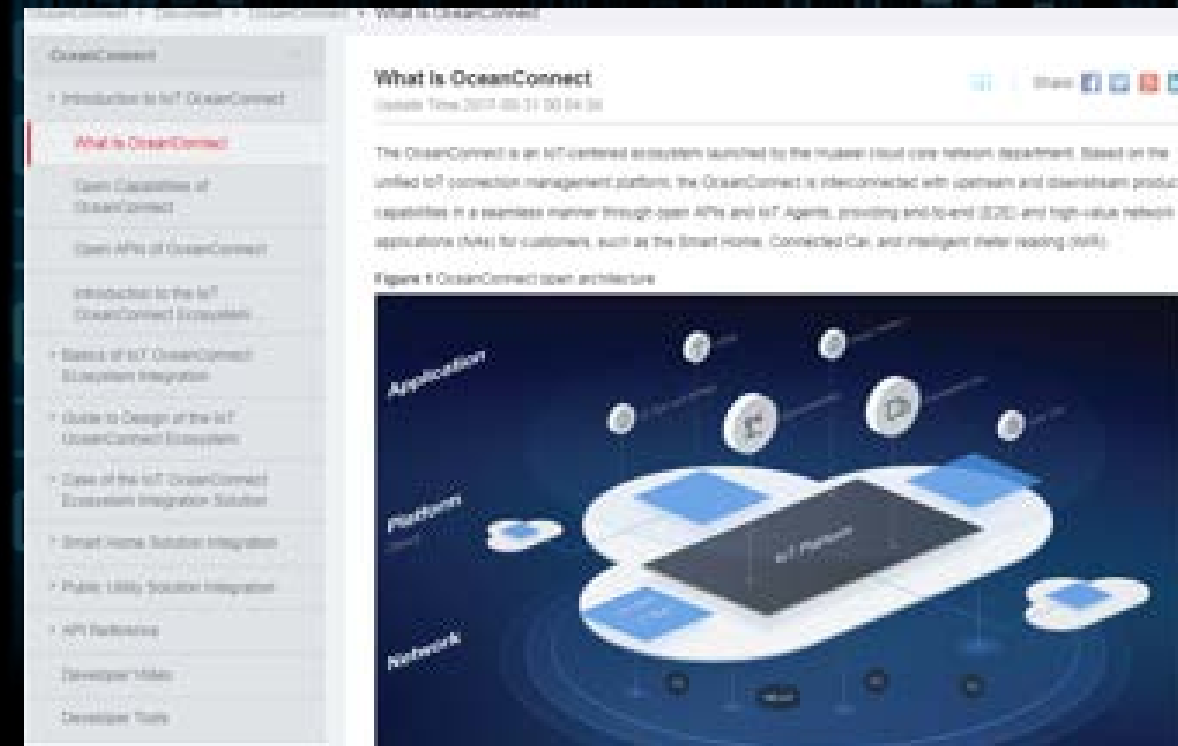 OceanConnect > Document > OceanConnect > What Is OceanConnect
OceanConnect
Introduction to IoT OceanConnect
What Is OceanConnect
Open Capabilities of
OceanConnect
Open APIs of OceanConnect
Introduction to the IoT
OceanConnect Ecosystem
Basics of IoT OceanConnect
Ecosystem Integration
Guide to Design of the IoT
OceanConnect Ecosystem
Case of the IoT OceanConnect
Ecosystem Integration Solution
Smart Home Solution Integration
Public Utility Solution Integration
API Reference
Developer Video
Developer Tools
What Is OceanConnect
Update Time:2017
Share
The OceanConnect is an IoT-centered ecosystem launched by the Huawei cloud core network department. Based on the
unified IoT connection management platform, the OceanConnect is interconnected with upstream and downstream produc
capabilities in a seamless manner through open APIs and IoT Agents, providing end-to-end (E2E) and high-value network
applications (NAs) for customers, such as the Smart Home, Connected Car, and intelligent meter reading
Figure 1 OceanConnect open architecture
Application
Platform
IoT Platform
Network